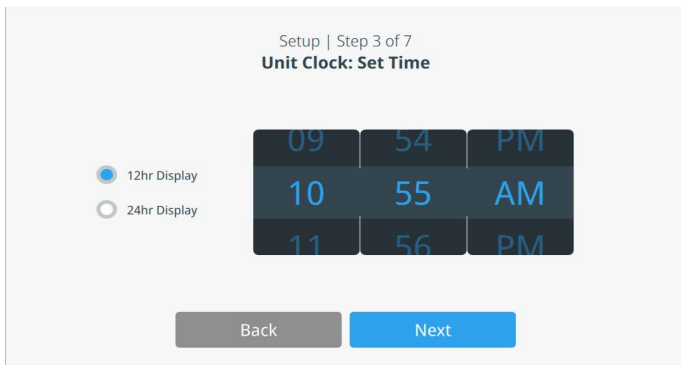 Setup | Step 3 of 7
Unit Clock: Set Time
09 54 PM
12hr Display
10 55 AM
24hr Display
11 56 PM
Back Next